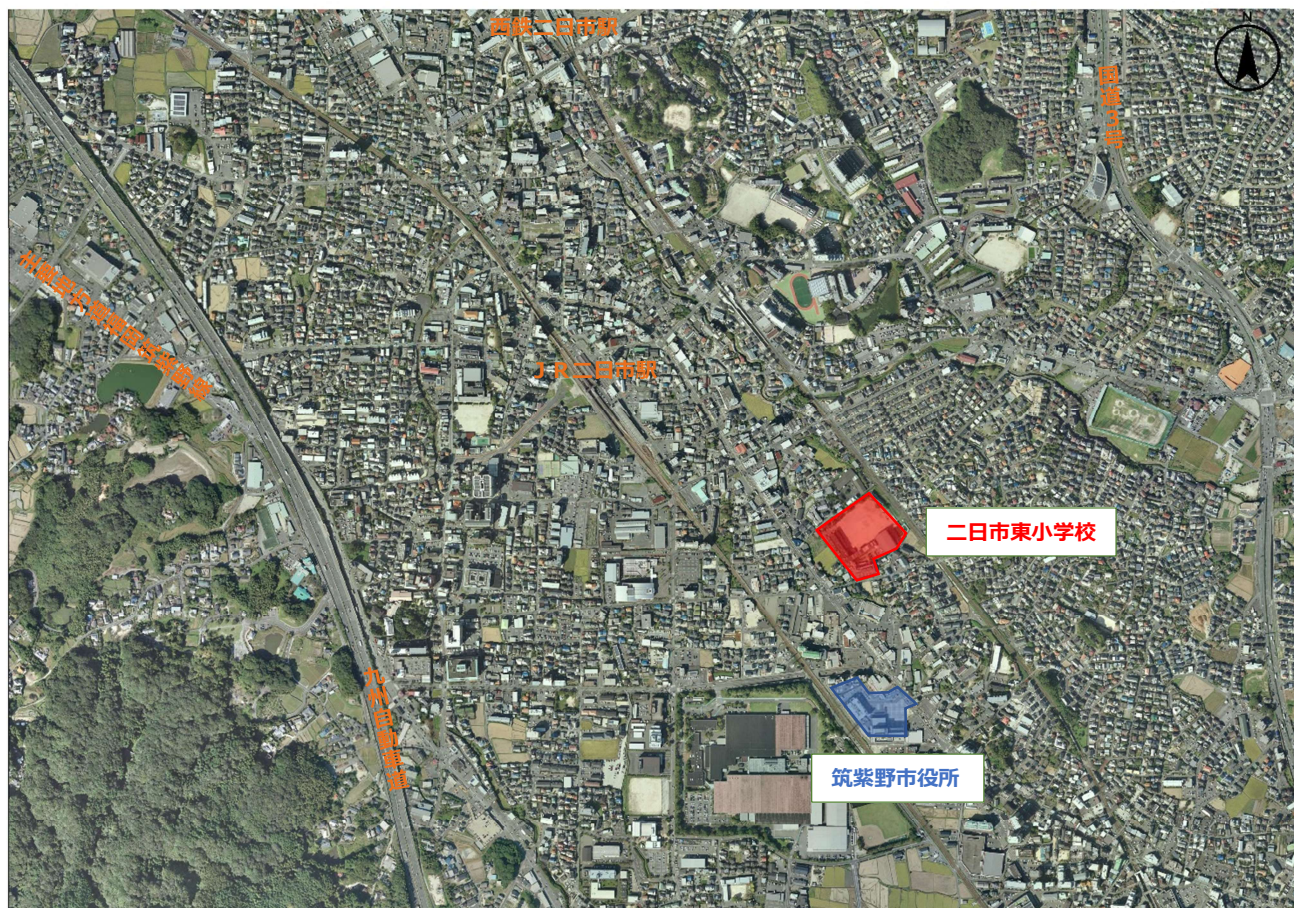 西鉄二日市駅
N
国道3号
ＪＲ二日市駅
二日市東小学校
九州自動車道
筑紫野市役所